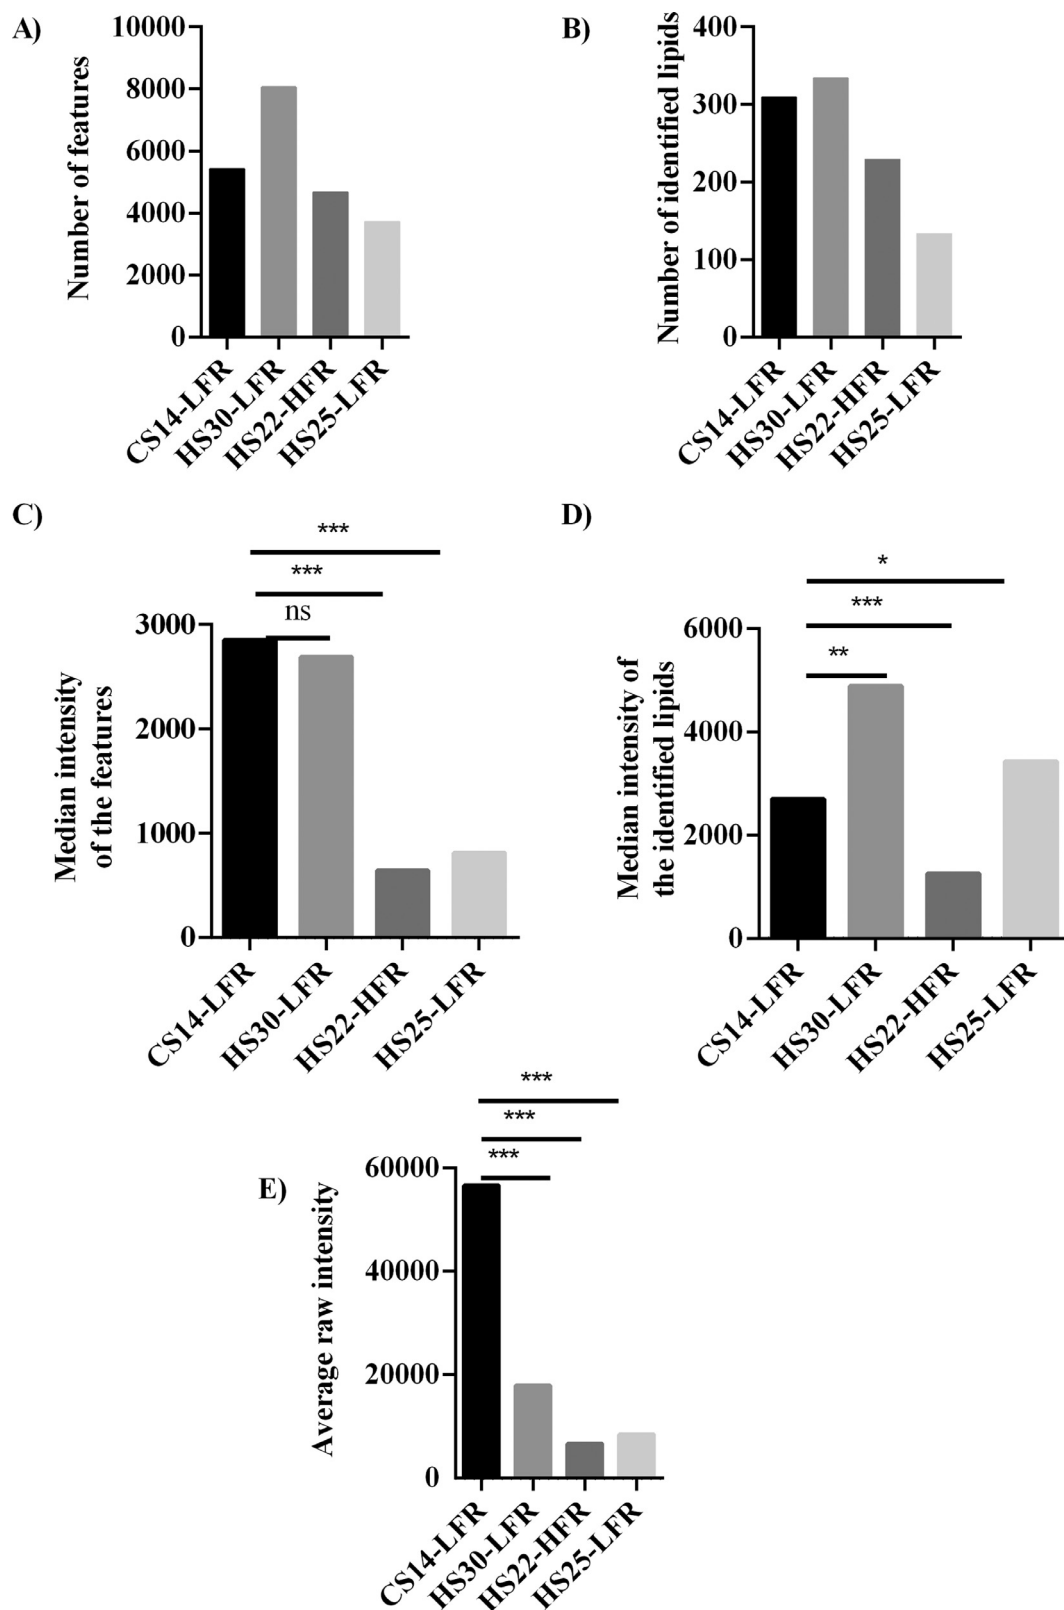 A)
Number of features
10000
8000
6000
4000
2000
0
CS14-LFR
HS30-LFR
HS22-HFR
HS25-LFR
B)
Number of identified lipids
400
300
200
100
0
CS14-LFR
HS30-LFR
HS22-HFR
HS25-LFR
C)
***
***
ns
Median intensity
of the features
3000
2000
1000
0
CS14-LFR
HS30-LFR
HS22-HFR
HS25-LFR
D)
*
***
**
Median intensity of
the identified lipids
6000
4000
2000
0
CS14-LFR
HS30-LFR
HS22-HFR
HS25-LFR
E)
***
***
***
Average raw intensity
60000
40000
20000
0
CS14-LFR
HS30-LFR
HS22-HFR
HS25-LFR